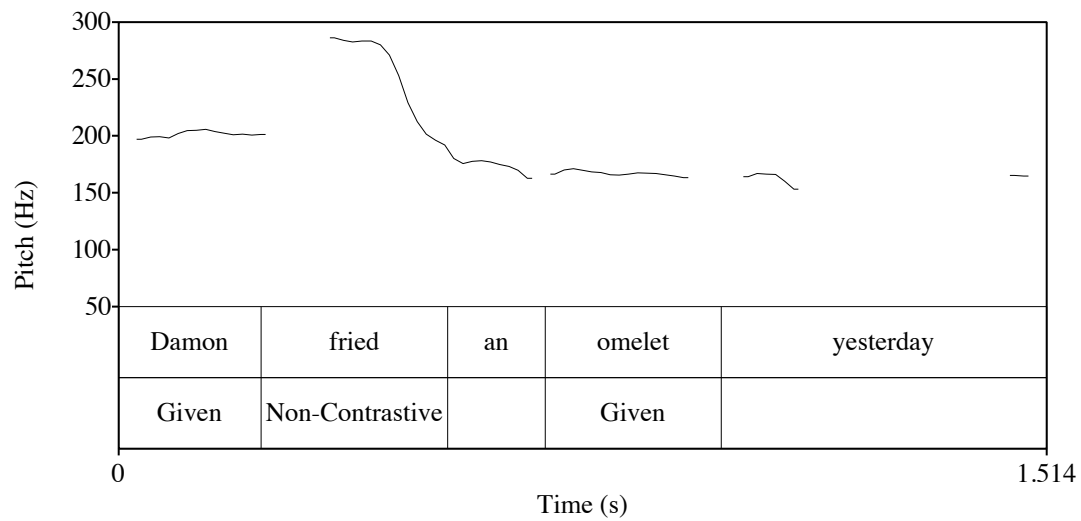 300
250
200
150
100
50
Pitch (Hz)
Damon fried an omelet yesterday
Given Non-Contrastive Given
0 1.514
Time (s)